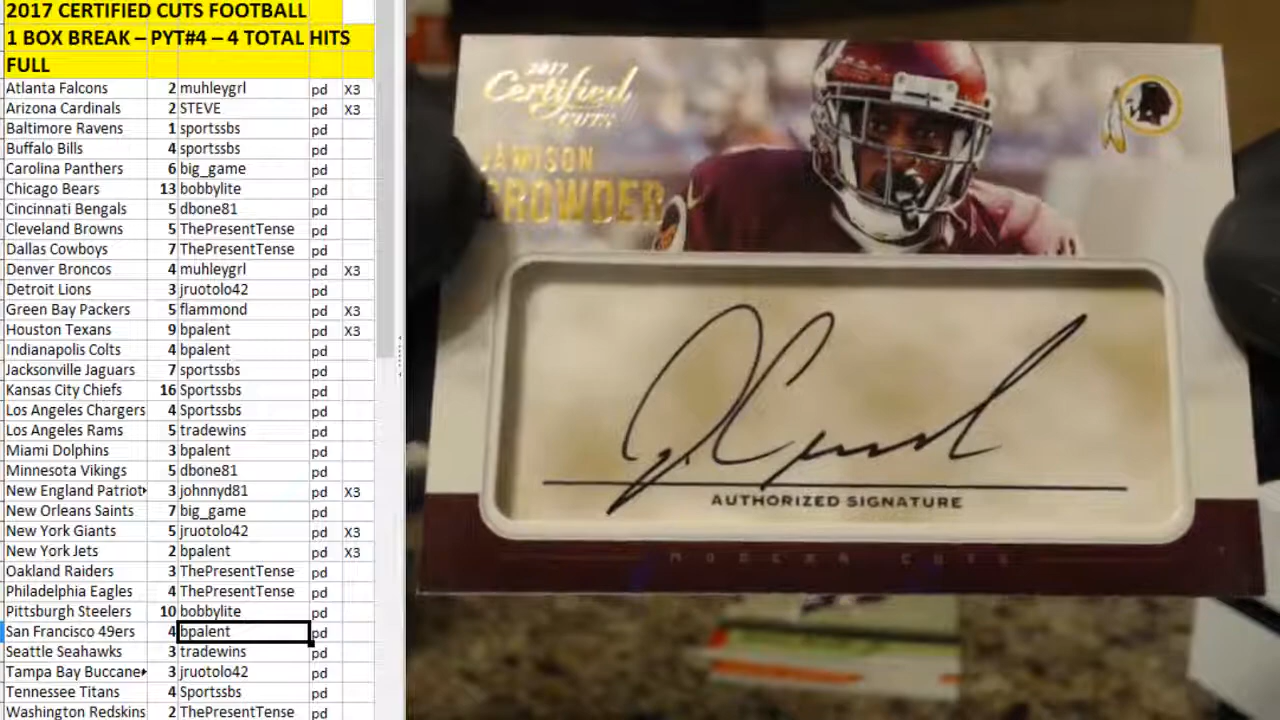 2017 CERTIFIED CUTS FOOTBALL
1 BOX BREAK – PYT#4 – 4 TOTAL HITS
FULL
Atlanta Falcons 2 muhleygrl pd X3
Arizona Cardinals 2 STEVE pd X3
Baltimore Ravens 1 sportssbs pd
Buffalo Bills 4 sportssbs pd
Carolina Panthers 6 big_game pd
Chicago Bears 13 bobbylite pd
Cincinnati Bengals 5 dbone81 pd
Cleveland Browns 5 ThePresentTense pd
Dallas Cowboys 7 ThePresentTense pd
Denver Broncos 4 muhleygrl pd X3
Detroit Lions 3 jruotolo42 pd
Green Bay Packers 5 flammond pd X3
Houston Texans 9 bpalent pd X3
Indianapolis Colts 4 bpalent pd
Jacksonville Jaguars 7 sportssbs pd
Kansas City Chiefs 16 Sportssbs pd
Los Angeles Chargers 4 Sportssbs pd
Los Angeles Rams 5 tradewins pd
Miami Dolphins 3 bpalent pd
Minnesota Vikings 5 dbone81 pd
New England Patriot 3 johnnyd81 pd X3
New Orleans Saints 7 big_game pd
New York Giants 5 jruotolo42 pd X3
New York Jets 2 bpalent pd X3
Oakland Raiders 3 ThePresentTense pd
Philadelphia Eagles 4 ThePresentTense pd
Pittsburgh Steelers 10 bobbylite pd
San Francisco 49ers 4 bpalent pd
Seattle Seahawks 3 tradewins pd
Tampa Bay Buccane 3 jruotolo42 pd
Tennessee Titans 4 Sportssbs pd
Washington Redskins 2 ThePresentTense pd
2017
Certified
CUTS
JAMISON
CROWDER
AUTHORIZED SIGNATURE
MODERN CUTS